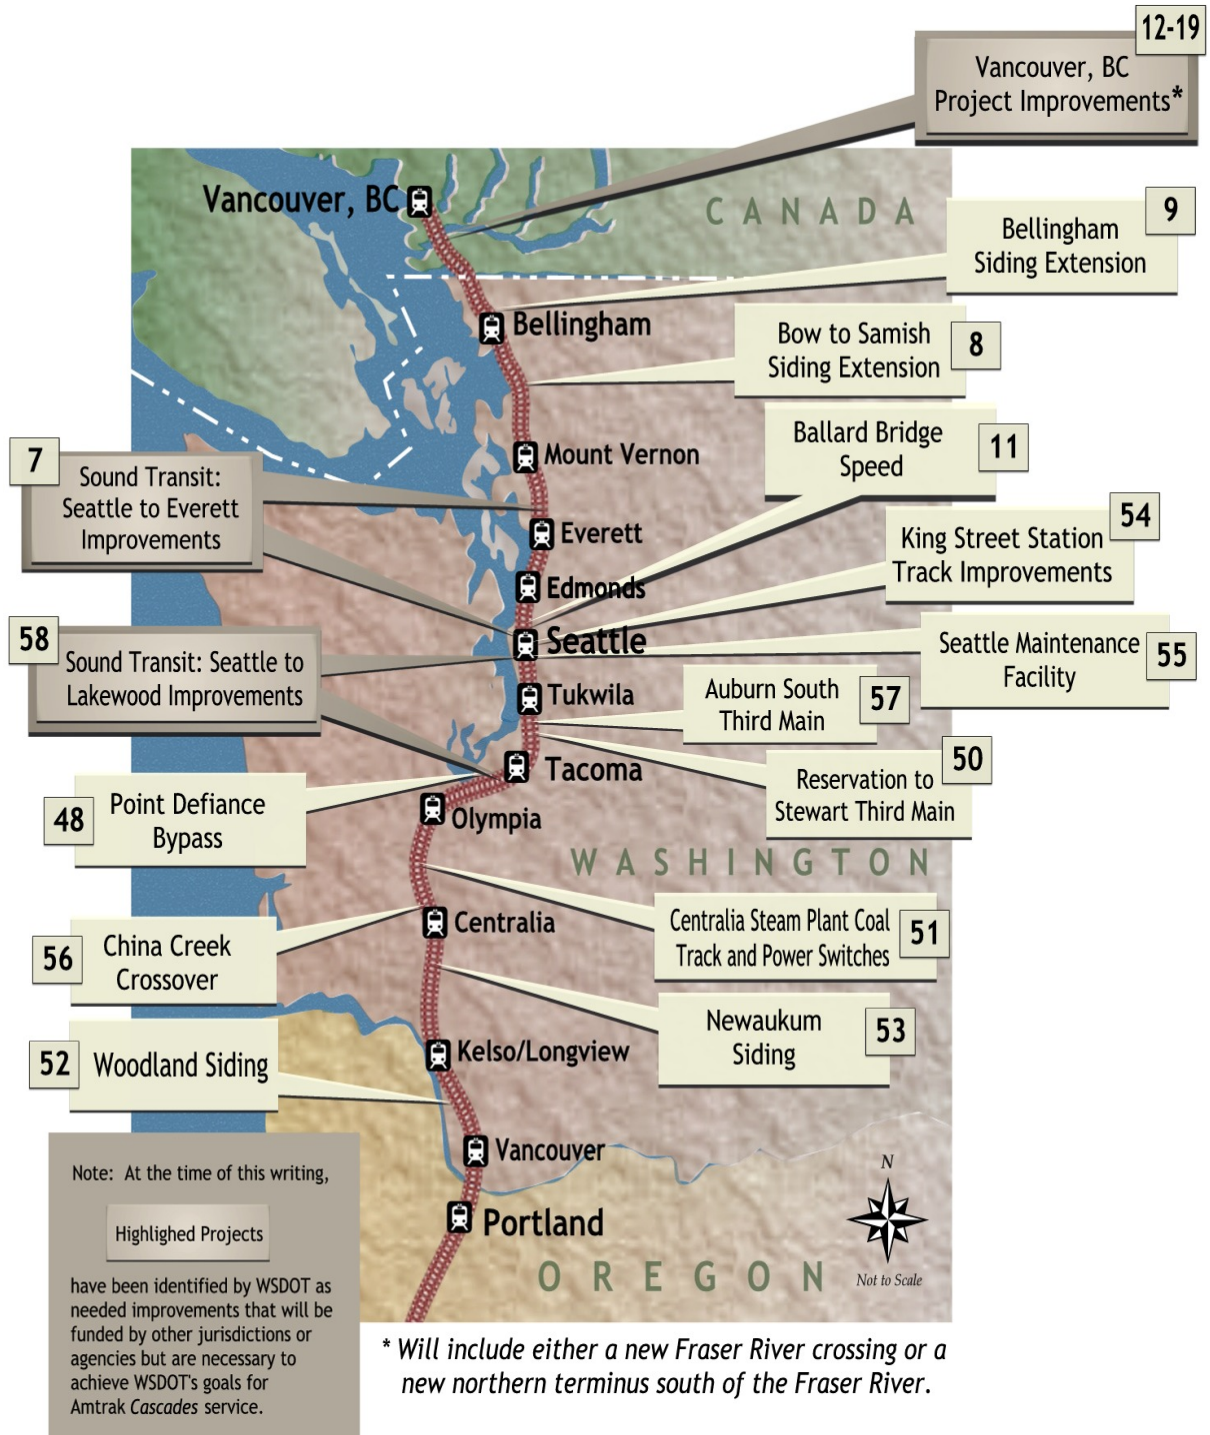 12-19
Vancouver, BC
Project Improvements*
Vancouver, BC
CANADA
9
Bellingham
Siding Extension
Bellingham
Bow to Samish
Siding Extension
8
Ballard Bridge
Speed
11
Mount Vernon
7
Sound Transit:
Seattle to Everett
Improvements
Everett
54
King Street Station
Track Improvements
Edmonds
58
Sound Transit: Seattle to
Lakewood Improvements
Seattle
Seattle Maintenance
Facility
55
Tukwila
Auburn South
Third Main
57
50
Reservation to
Stewart Third Main
Tacoma
48
Point Defiance
Bypass
Olympia
WASHINGTON
Centralia Steam Plant Coal
Track and Power Switches
51
Centralia
56
China Creek
Crossover
Newaukum
Siding
53
Kelso/Longview
52
Woodland Siding
Vancouver
Portland
OREGON
N
Not to Scale
Note: At the time of this writing,
Highlighed Projects
have been identified by WSDOT as
needed improvements that will be
funded by other jurisdictions or
agencies but are necessary to
achieve WSDOT's goals for
Amtrak Cascades service.
* Will include either a new Fraser River crossing or a
new northern terminus south of the Fraser River.